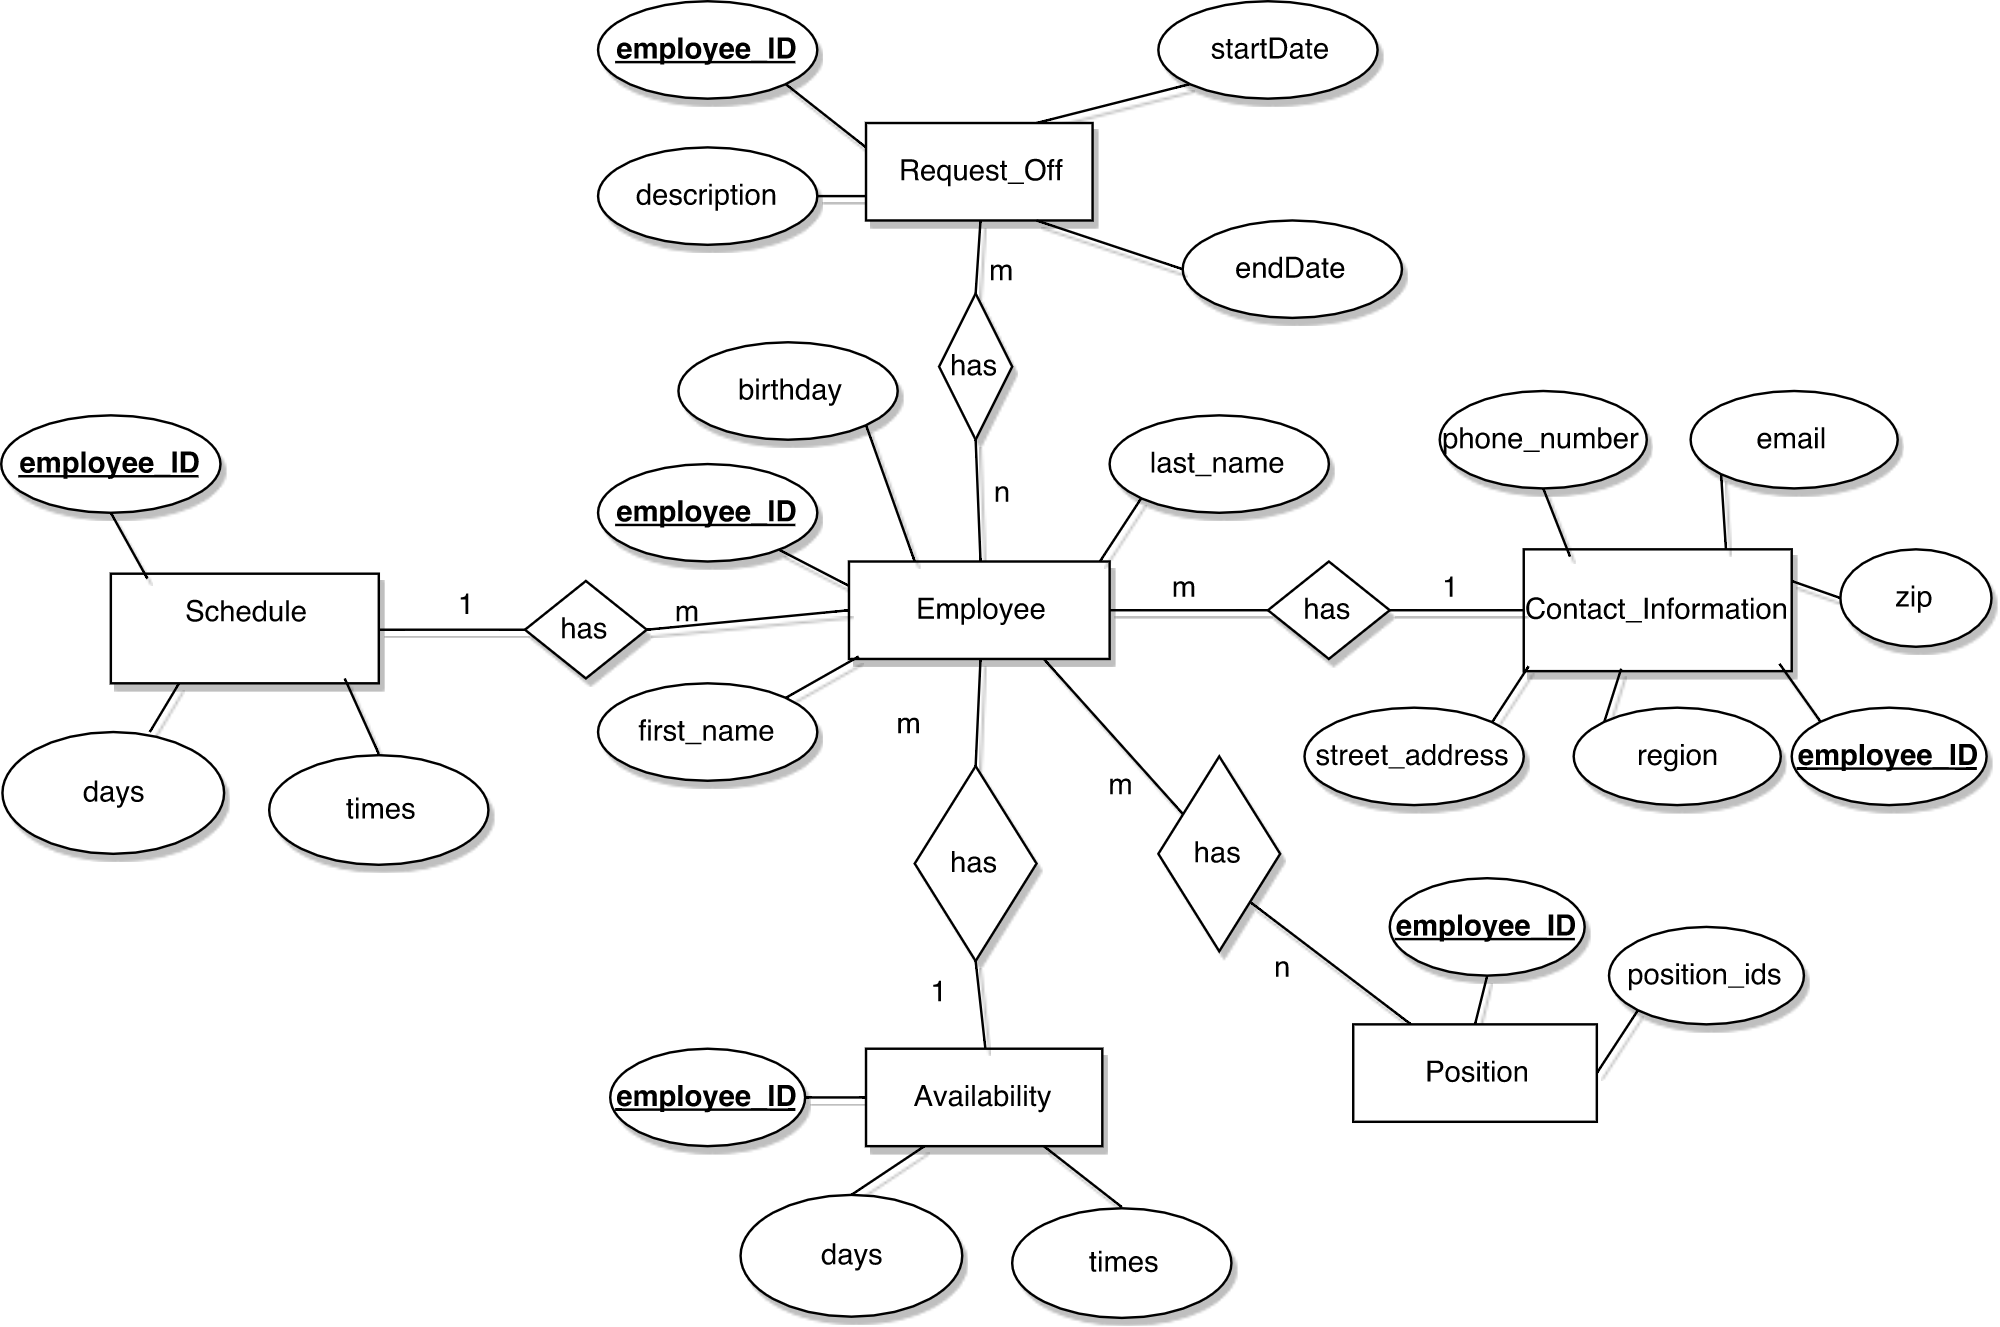 employee_ID
startDate
Request_Off
description
endDate
m
has
birthday
n
last_name
phone_number
email
employee_ID
employee_ID
Schedule
1
has
m
Employee
m
has
1
Contact_Information
zip
first_name
street_address
region
employee_ID
days
times
m
has
m
has
employee_ID
position_ids
n
1
Position
employee_ID
Availability
days
times